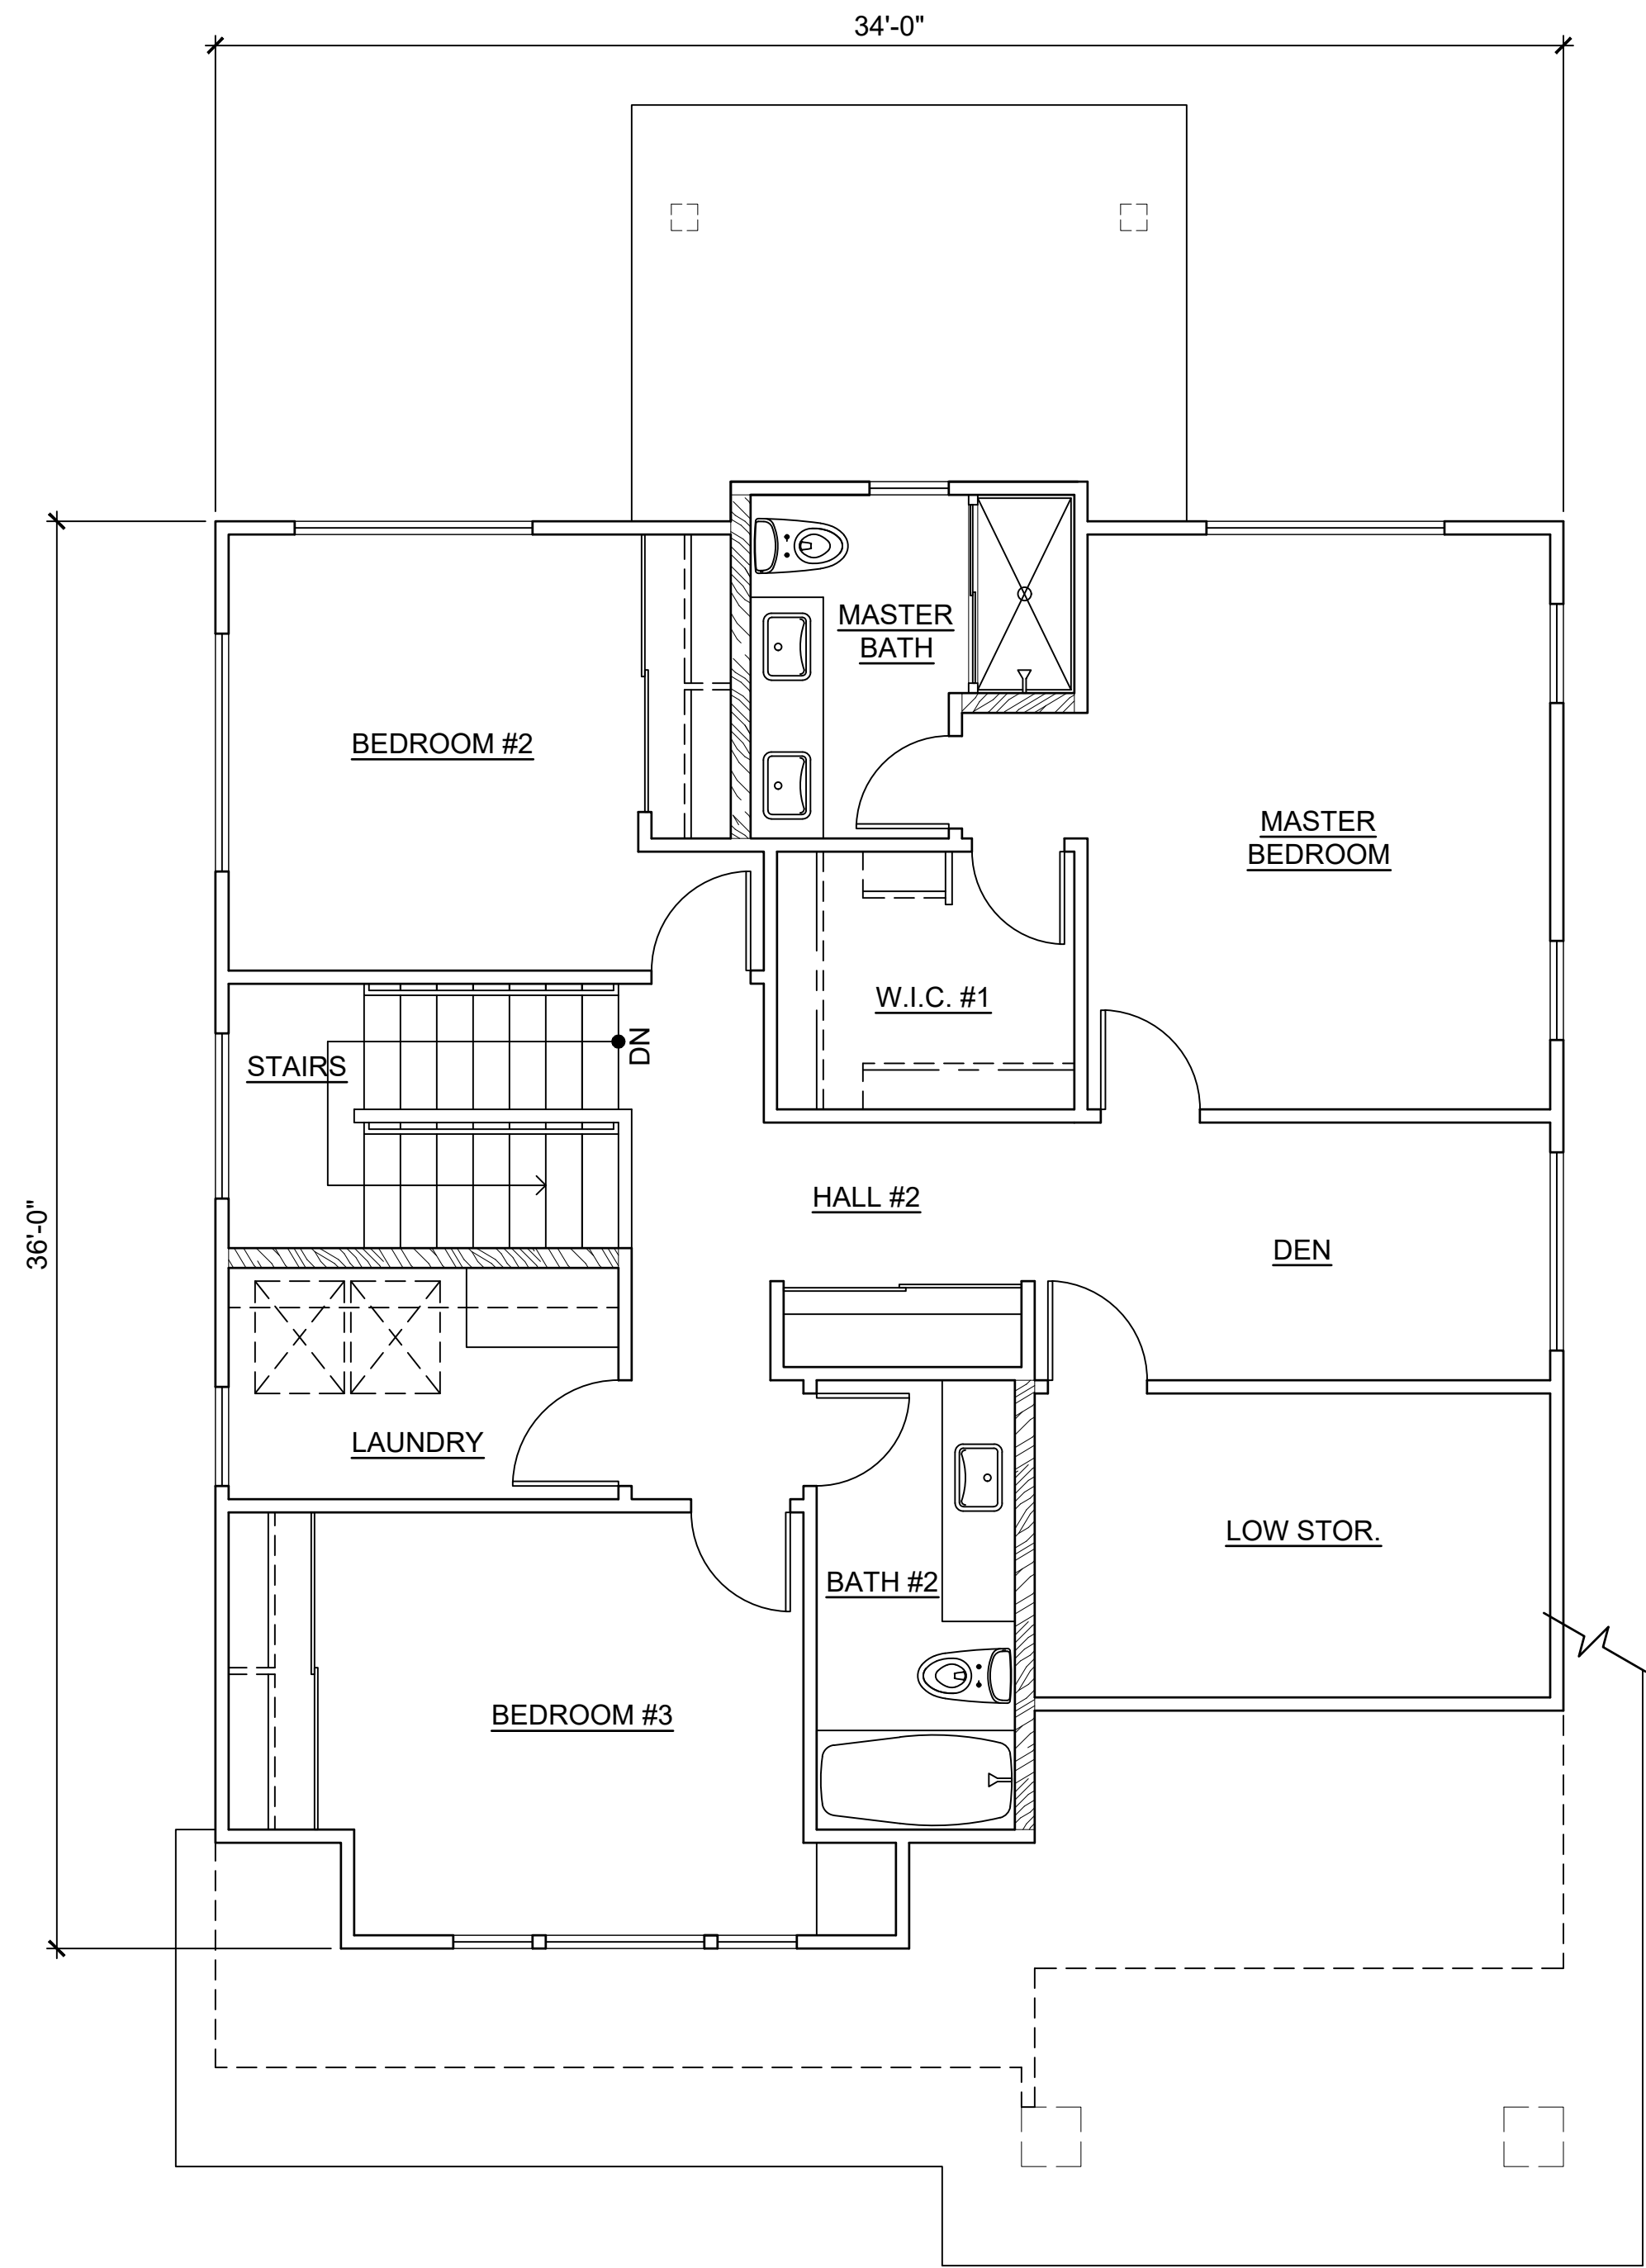 34'-0"
MASTER
BATH
BEDROOM #2
MASTER
BEDROOM
W.I.C. #1
DN
STAIRS
HALL #2
36'-0"
DEN
LAUNDRY
LOW STOR.
BATH #2
BEDROOM #3